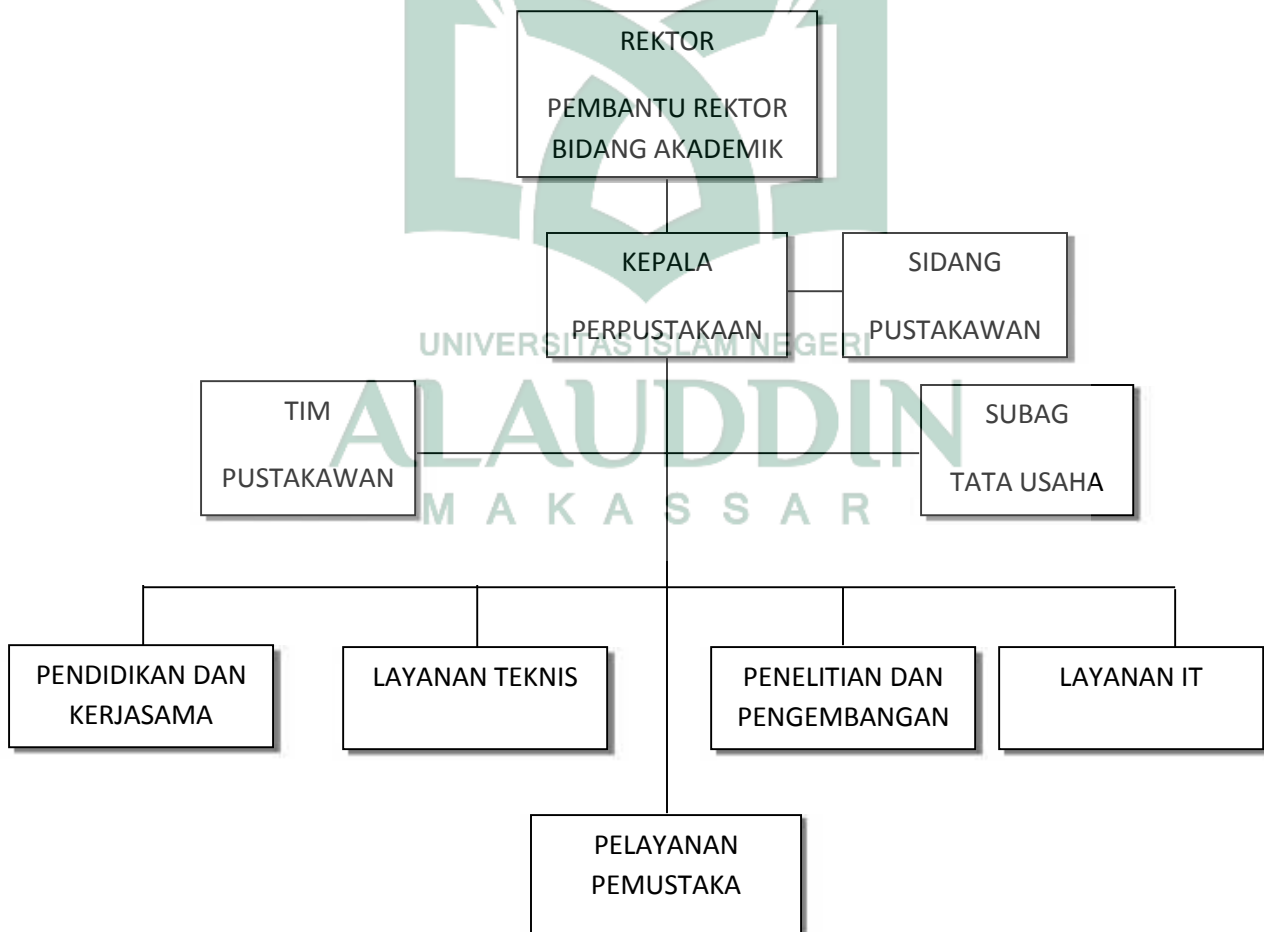 REKTOR
PEMBANTU REKTOR
BIDANG AKADEMIK
KEPALA
PERPUSTAKAAN
SIDANG
PUSTAKAWAN
UNIVERSITAS ISLAM NEGERI
ALAUDDIN
MAKASSAR
TIM
PUSTAKAWAN
SUBAG
TATA USAHA
PENDIDIKAN DAN
KERJASAMA
LAYANAN TEKNIS
PENELITIAN DAN
PENGEMBANGAN
LAYANAN IT
PELAYANAN
PEMUSTAKA